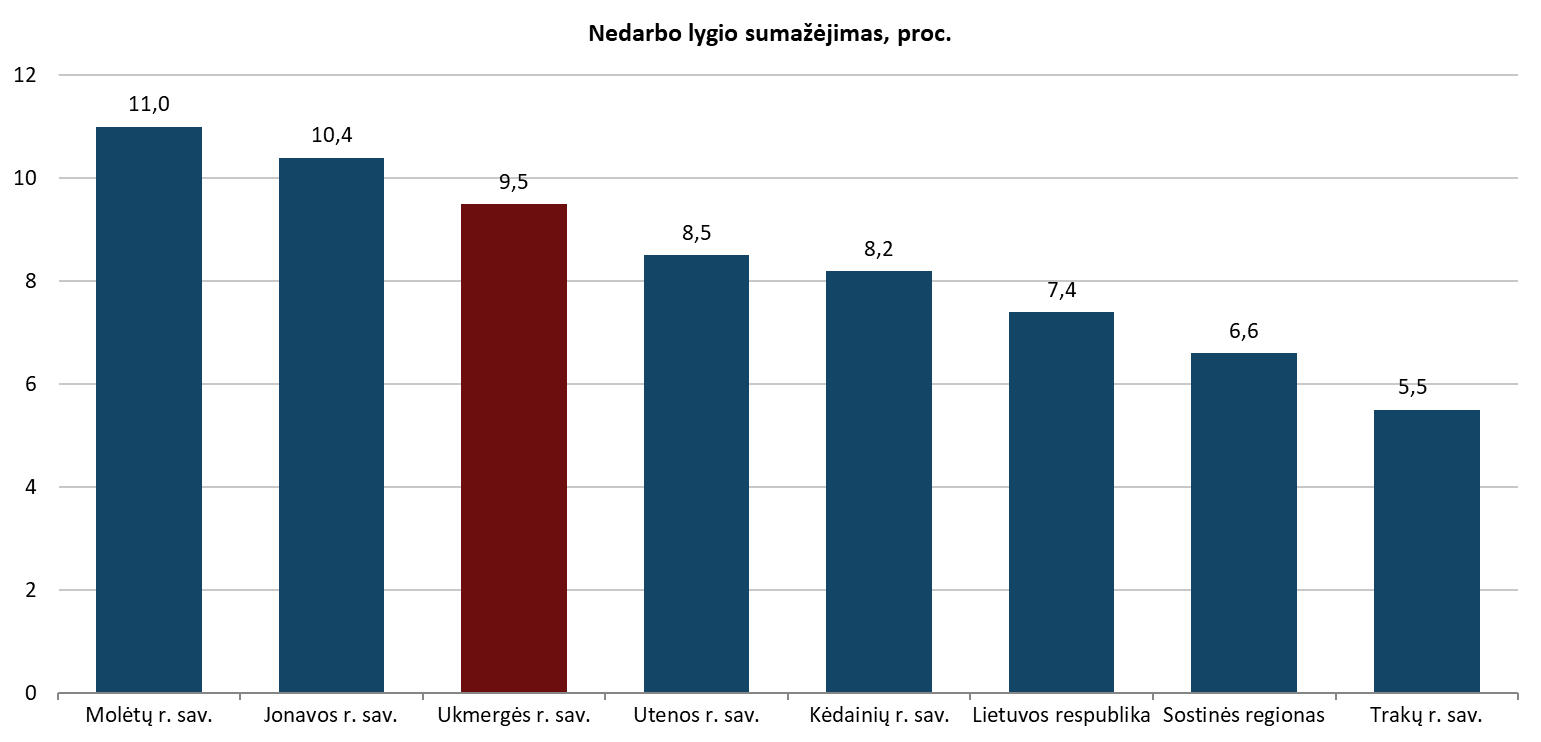 Nedarbo lygio sumažėjimas, proc.
12
10
8
6
4
2
0
11,0
10,4
9,5
8,5
8,2
7,4
6,6
5,5
Molėtų r. sav.
Jonavos r. sav.
Ukmergės r. sav.
Utenos r. sav.
Kėdainių r. sav.
Lietuvos respublika
Sostinės regionas
Trakų r. sav.